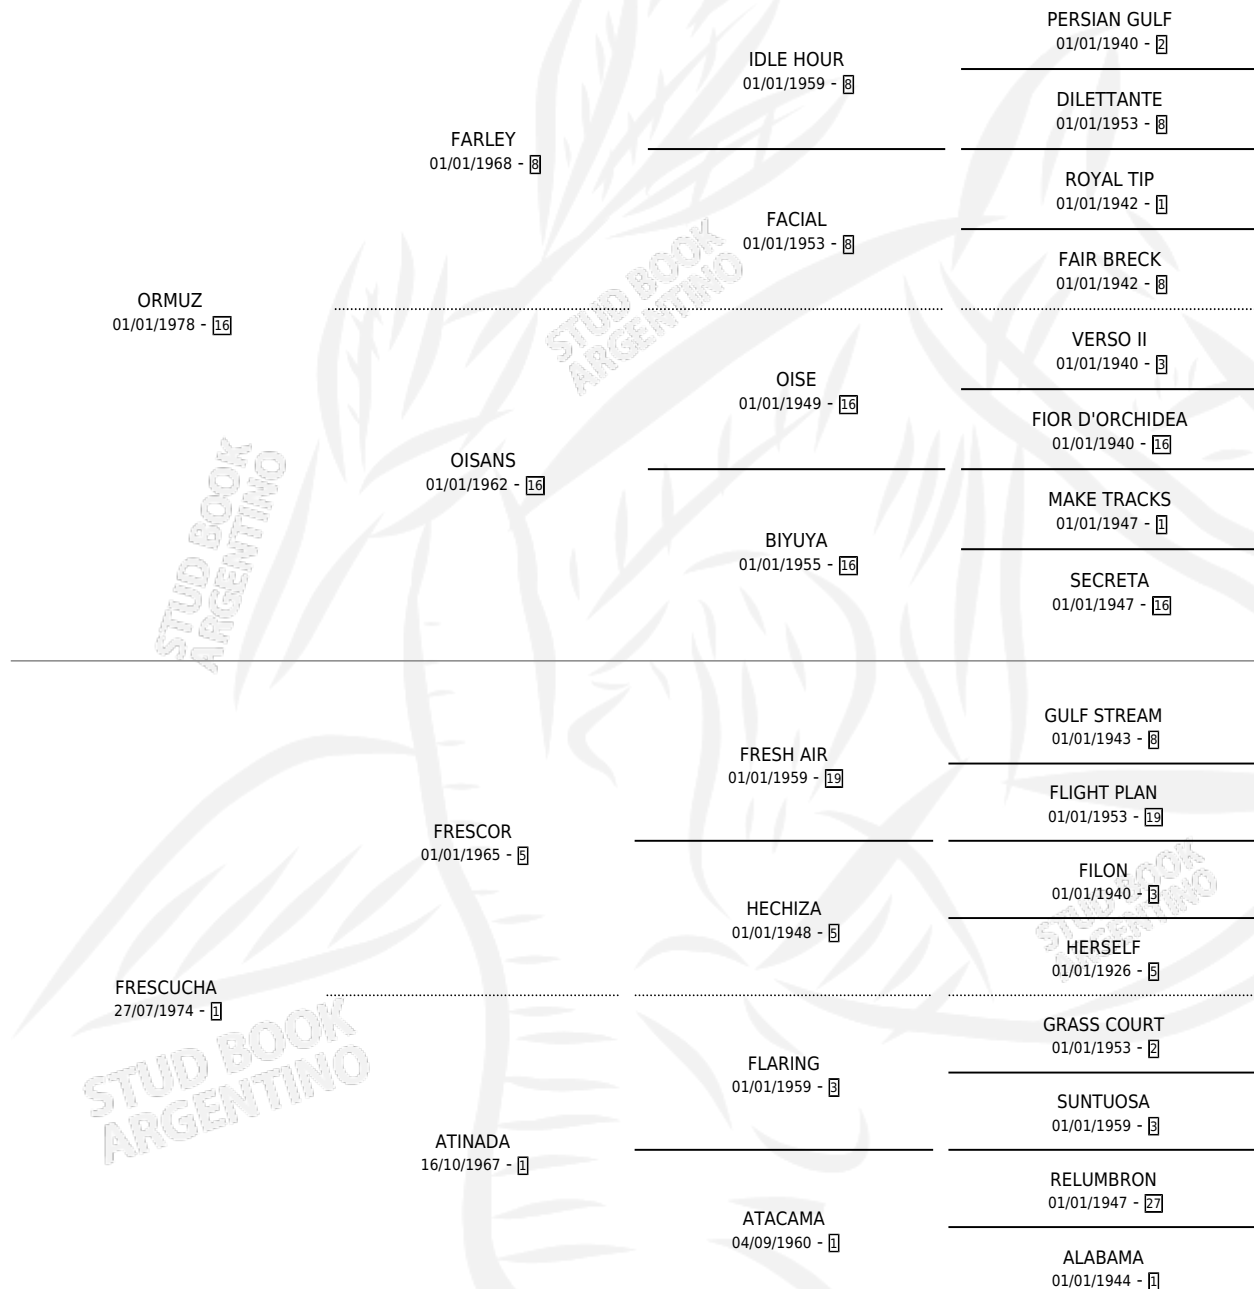 PERSIAN GULF
01/01/1940 - 2
IDLE HOUR
01/01/1959 - 8
DILETTANTE
01/01/1953 - 8
FARLEY
01/01/1968 - 8
ROYAL TIP
01/01/1942 - 1
FACIAL
01/01/1953 - 8
FAIR BRECK
01/01/1942 - 8
ORMUZ
01/01/1978 - 16
VERSO II
01/01/1940 - 3
OISE
01/01/1949 - 16
FIOR D'ORCHIDEA
01/01/1940 - 16
OISANS
01/01/1962 - 16
MAKE TRACKS
01/01/1947 - 1
BIYUYA
01/01/1955 - 16
SECRETA
01/01/1947 - 16
GULF STREAM
01/01/1943 - 8
FRESH AIR
01/01/1959 - 19
FLIGHT PLAN
01/01/1953 - 19
FRESCOR
01/01/1965 - 5
FILON
01/01/1940 - 3
HECHIZA
01/01/1948 - 5
HERSELF
01/01/1926 - 5
FRESCUCHA
27/07/1974 - 1
GRASS COURT
01/01/1953 - 2
FLARING
01/01/1959 - 3
SUNTUOSA
01/01/1959 - 3
ATINADA
16/10/1967 - 1
RELUMBRON
01/01/1947 - 27
ATACAMA
04/09/1960 - 1
ALABAMA
01/01/1944 - 1
STUD BOOK
ARGENTINO
STUD BOOK
ARGENTINO
STUD BOOK
ARGENTINO
STUD BOOK
ARGENTINO